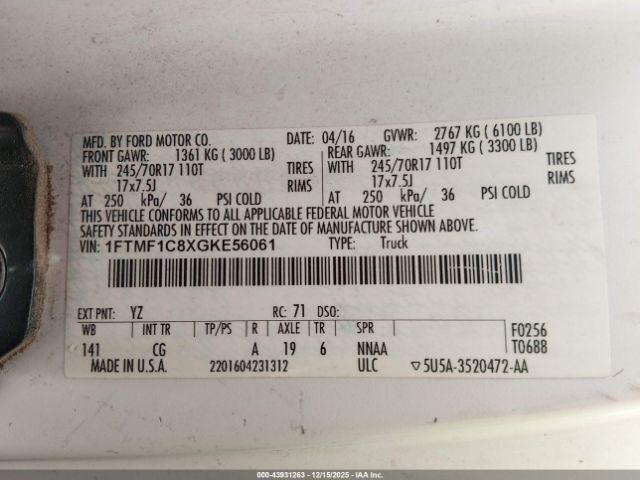 MFD. BY FORD MOTOR CO. DATE: 04/16 GVWR: 2767 KG ( 6100 LB)
FRONT GAWR: 1361 KG ( 3000 LB) REAR GAWR: 1497 KG ( 3300 LB)
WITH 245/70R17 110T TIRES WITH 245/70R17 110T TIRES
17x7.5J RIMS 17x7.5J RIMS
AT 250 kPa/ 36 PSI COLD AT 250 kPa/ 36 PSI COLD
THIS VEHICLE CONFORMS TO ALL APPLICABLE FEDERAL MOTOR VEHICLE
SAFETY STANDARDS IN EFFECT ON THE DATE OF MANUFACTURE SHOWN ABOVE.
VIN: 1FTMF1C8XGKE56061 TYPE: Truck
EXT PNT: YZ RC: 71 DSO:
WB INT TR TP/PS R AXLE TR SPR F0256
141 CG A 19 6 NNAA T0688
MADE IN U.S.A. 2201604231312 ULC ▽5U5A-3520472-AA
000-43931263 - 12/15/2025 - IAA Inc.